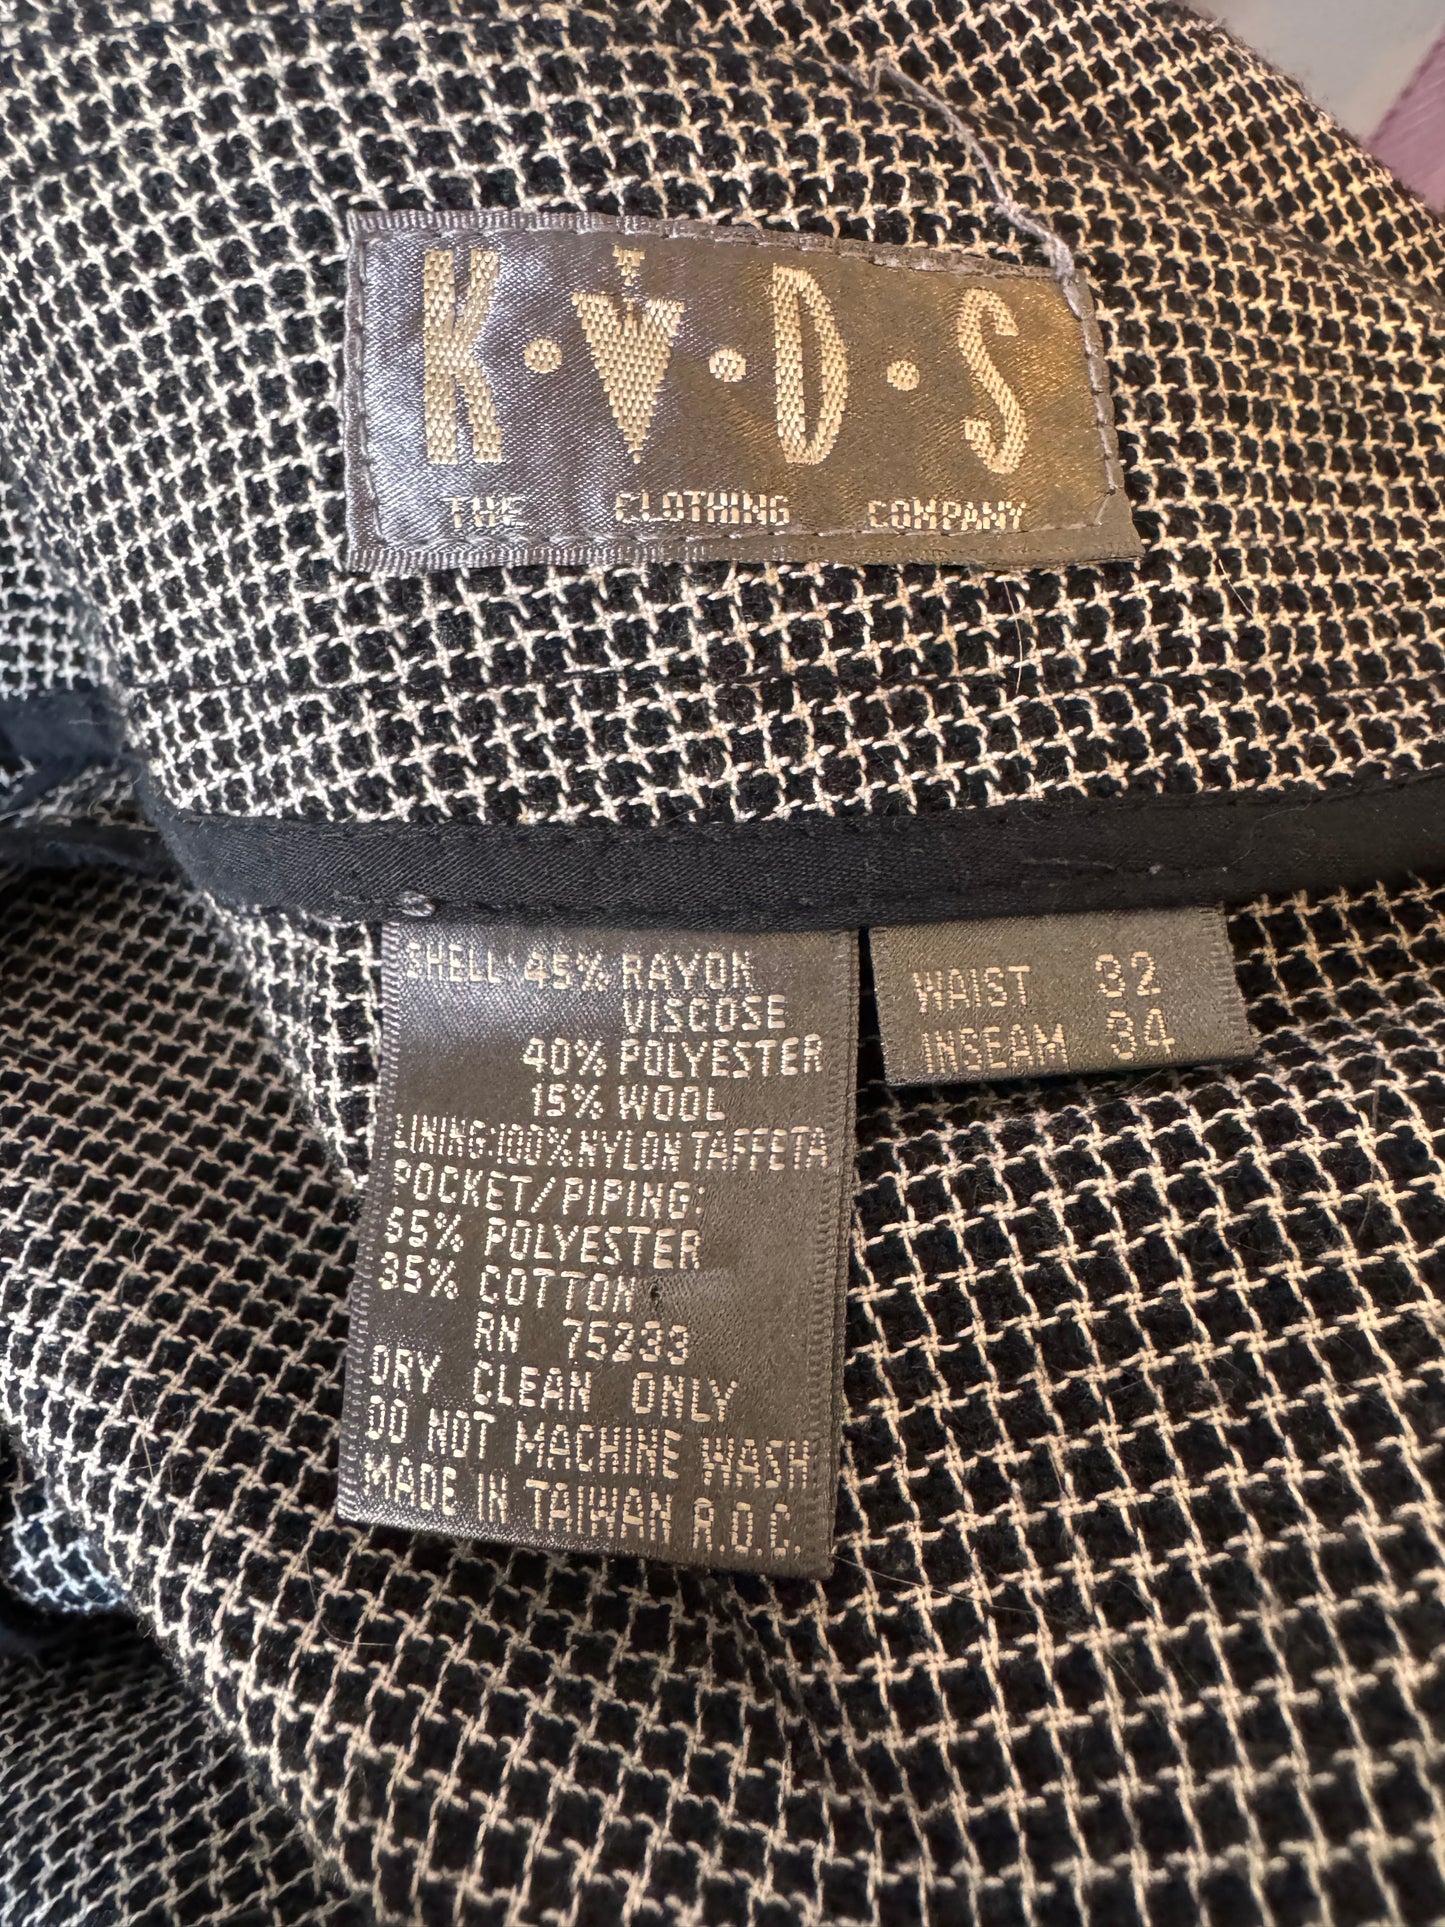 K•V•D•S
THE CLOTHING COMPANY
SHELL: 45% RAYON
VISCOSE
40% POLYESTER
15% WOOL
LINING:100% NYLON TAFFETA
POCKET/PIPING:
65% POLYESTER
35% COTTON
RN 75233
DRY CLEAN ONLY
DO NOT MACHINE WASH
MADE IN TAIWAN R.O.C.
WAIST 32
INSEAM 34